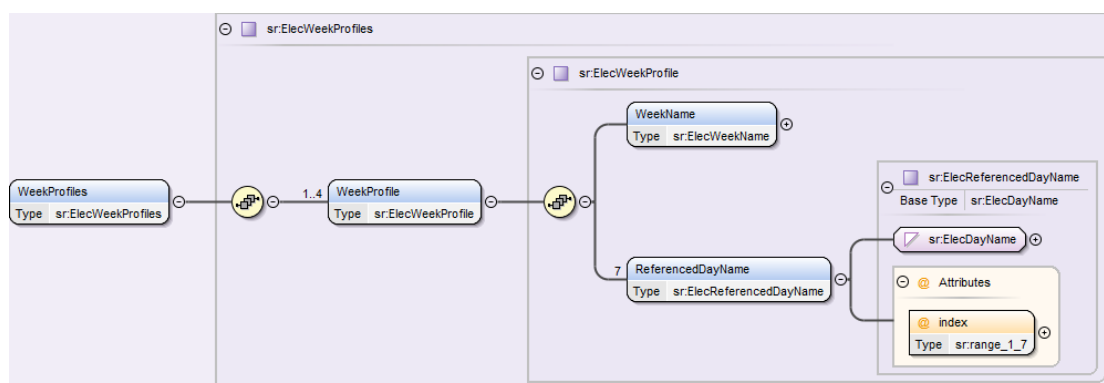 sr:ElecWeekProfiles
sr:ElecWeekProfile
WeekName
Type sr:ElecWeekName
WeekProfiles
Type sr:ElecWeekProfiles
1..4
WeekProfile
Type sr:ElecWeekProfile
sr:ElecReferencedDayName
Base Type sr:ElecDayName
sr:ElecDayName
7
ReferencedDayName
Type sr:ElecReferencedDayName
@ Attributes
@ index
Type sr:range_1_7